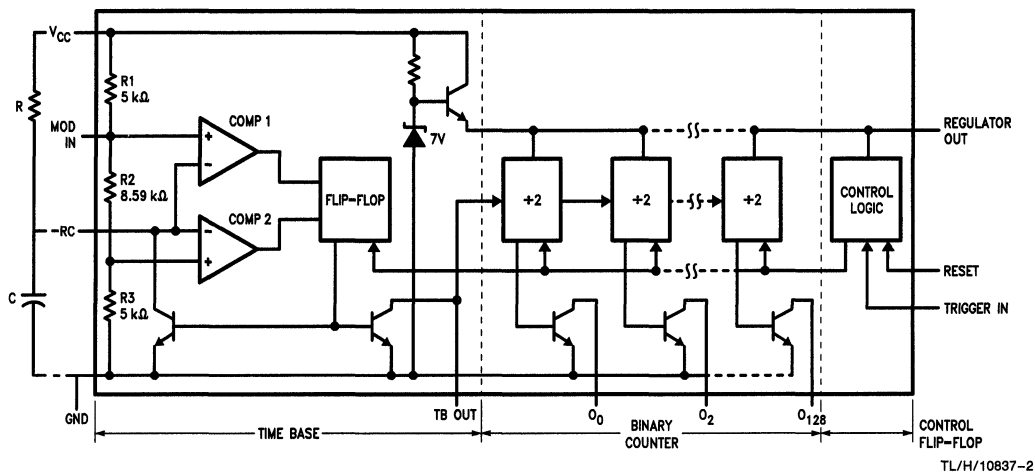 VCC
R
R1
5 kΩ
MOD
IN
COMP 1
7V
REGULATOR
OUT
R2
8.59 kΩ
FLIP-FLOP
÷2
÷2
÷2
CONTROL
LOGIC
COMP 2
RC
C
R3
5 kΩ
RESET
TRIGGER IN
GND
TB OUT
O0
O2
O128
TIME BASE
BINARY
COUNTER
CONTROL
FLIP-FLOP
TL/H/10837-2
+
-
-
+